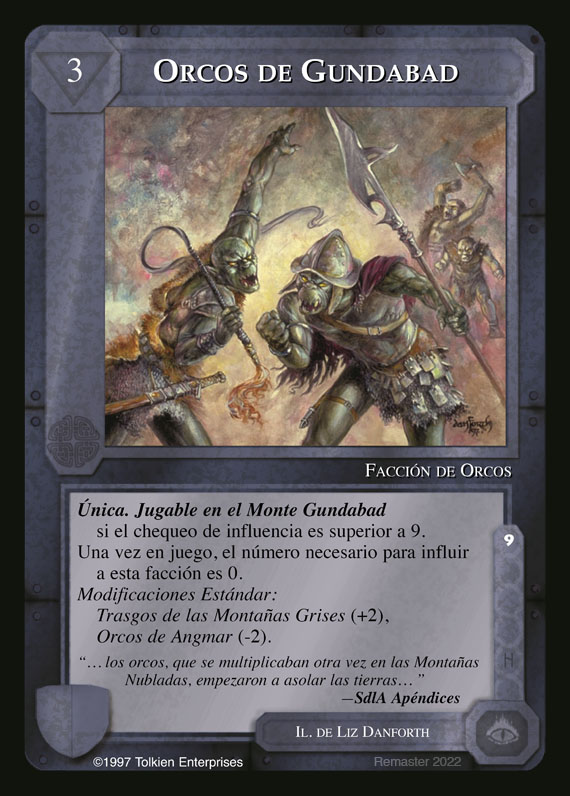 3
Orcos de Gundabad
Facción de Orcos
Única. Jugable en el Monte Gundabad
si el chequeo de influencia es superior a 9.
Una vez en juego, el número necesario para influir
a esta facción es 0.
Modificaciones Estándar:
Trasgos de las Montañas Grises (+2),
Orcos de Angmar (-2).
9
H
“… los orcos, que se multiplicaban otra vez en las Montañas
Nubladas, empezaron a asolar las tierras… ”
—SdlA Apéndices
Il. de Liz Danforth
©1997 Tolkien Enterprises
Remaster 2022